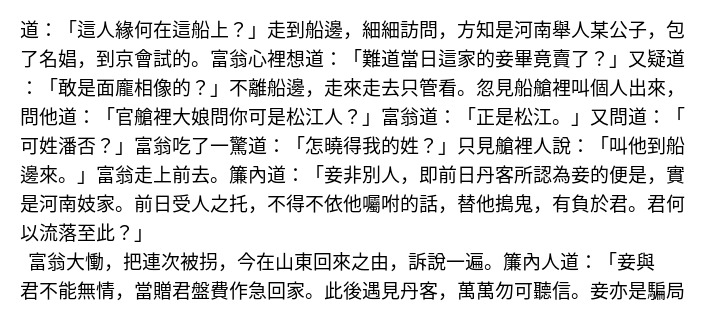 道：「這人緣何在這船上？」走到船邊，細細訪問，方知是河南舉人某公子，包
了名娼，到京會試的。富翁心裡想道：「難道當日這家的妾畢竟賣了？」又疑道
：「敢是面龐相像的？」不離船邊，走來走去只管看。忽見船艙裡叫個人出來，
問他道：「官艙裡大娘問你可是松江人？」富翁道：「正是松江。」又問道：「
可姓潘否？」富翁吃了一驚道：「怎曉得我的姓？」只見艙裡人說：「叫他到船
邊來。」富翁走上前去。簾內道：「妾非別人，即前日丹客所認為妾的便是，實
是河南妓家。前日受人之托，不得不依他囑咐的話，替他搗鬼，有負於君。君何
以流落至此？」
富翁大慟，把連次被拐，今在山東回來之由，訴說一遍。簾內人道：「妾與
君不能無情，當贈君盤費作急回家。此後遇見丹客，萬萬勿可聽信。妾亦是騙局